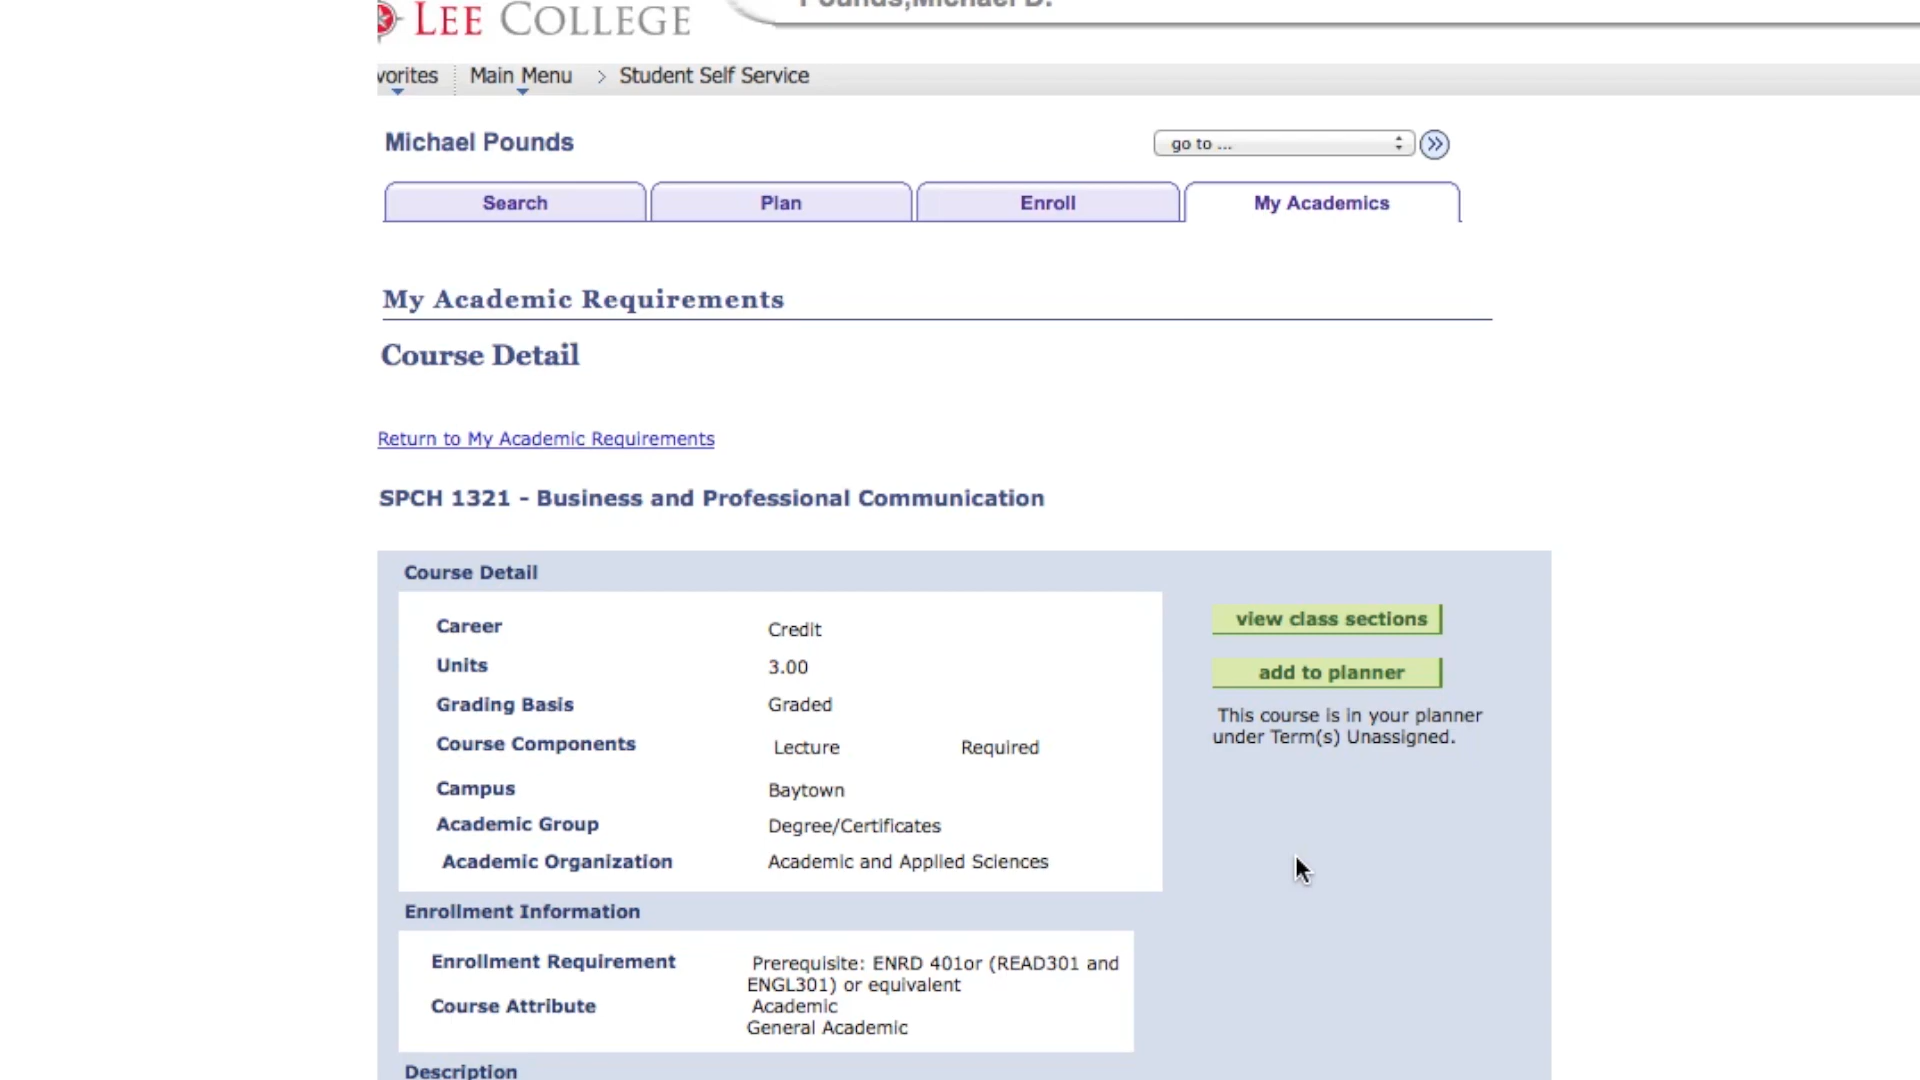 Pounds,Michael D.
LEE COLLEGE
vorites Main Menu > Student Self Service
Michael Pounds
go to ...
Search Plan Enroll My Academics
My Academic Requirements
Course Detail
Return to My Academic Requirements
SPCH 1321 - Business and Professional Communication
Course Detail
Career Credit
view class sections
Units 3.00
add to planner
Grading Basis Graded
This course is in your planner
under Term(s) Unassigned.
Course Components Lecture Required
Campus Baytown
Academic Group Degree/Certificates
Academic Organization Academic and Applied Sciences
Enrollment Information
Enrollment Requirement Prerequisite: ENRD 401or (READ301 and
ENGL301) or equivalent
Course Attribute Academic
General Academic
Description